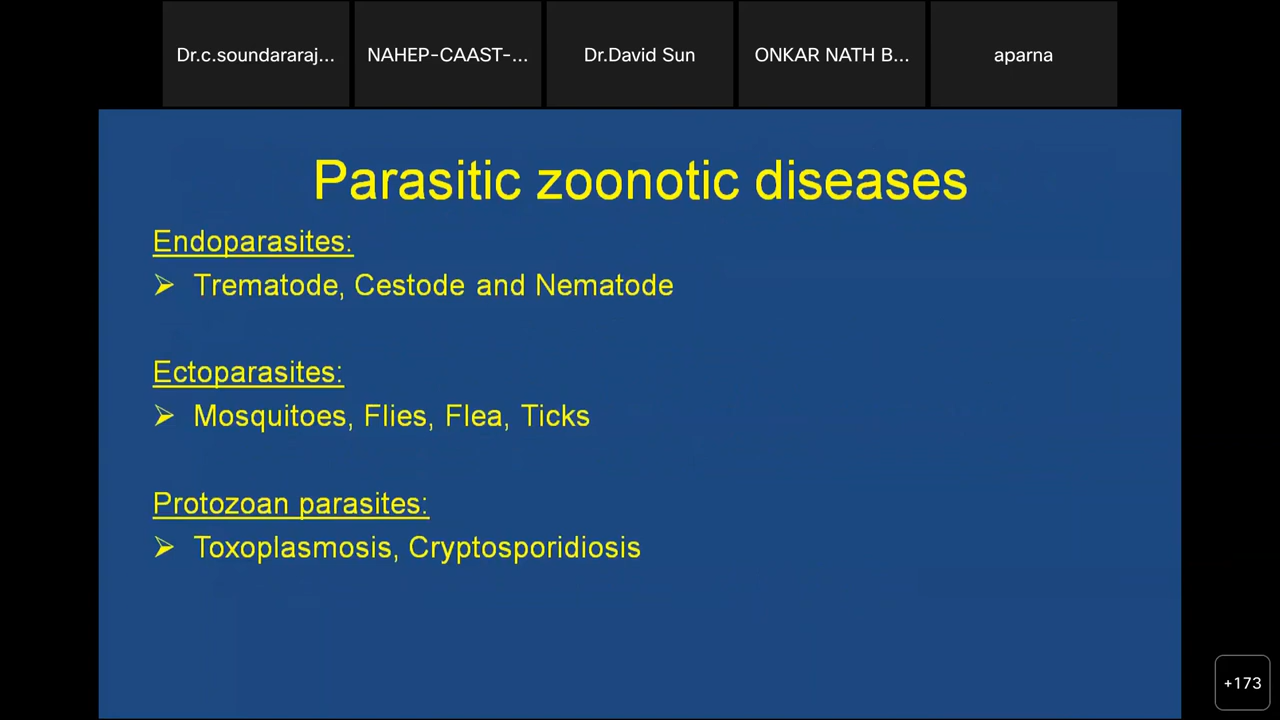 Dr.c.soundararaj...
NAHEP-CAAST-...
Dr.David Sun
ONKAR NATH B...
aparna
Parasitic zoonotic diseases
Endoparasites:
➢ Trematode, Cestode and Nematode
Ectoparasites:
➢ Mosquitoes, Flies, Flea, Ticks
Protozoan parasites:
➢ Toxoplasmosis, Cryptosporidiosis
+173